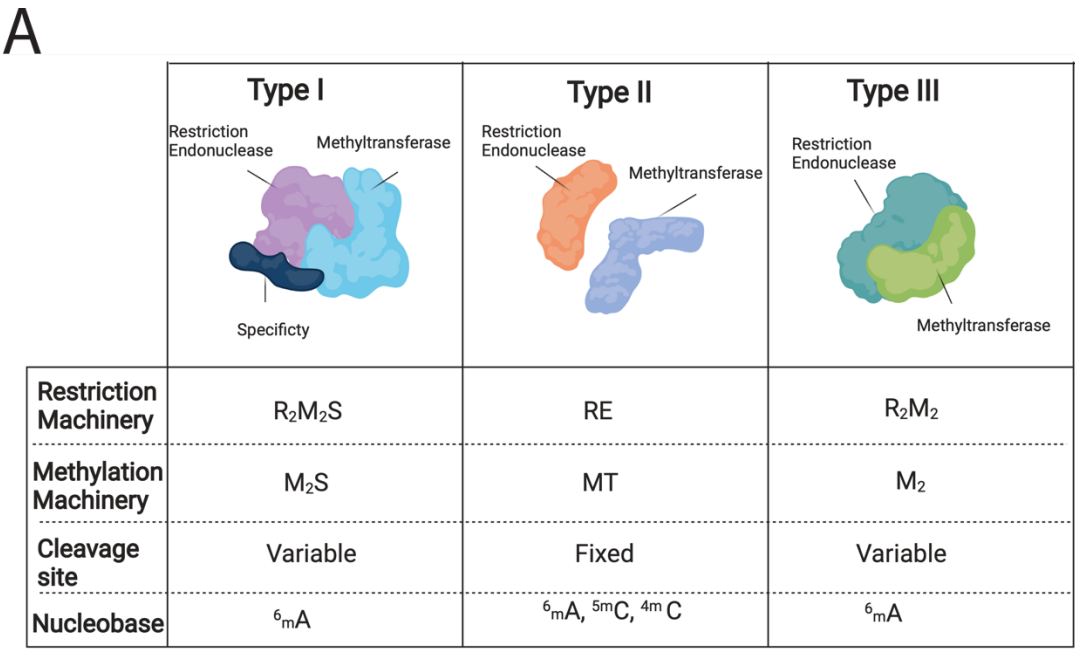 A
Type I
Type II
Type III
Restriction
Endonuclease
Methyltransferase
Specificty
Restriction
Endonuclease
Methyltransferase
Restriction
Endonuclease
Methyltransferase
Restriction
Machinery
R₂M₂S
RE
R₂M₂
Methylation
Machinery
M₂S
MT
M₂
Cleavage
site
Variable
Fixed
Variable
Nucleobase
⁶mA
⁶mA, ⁵ᵐC, ⁴ᵐ C
⁶mA